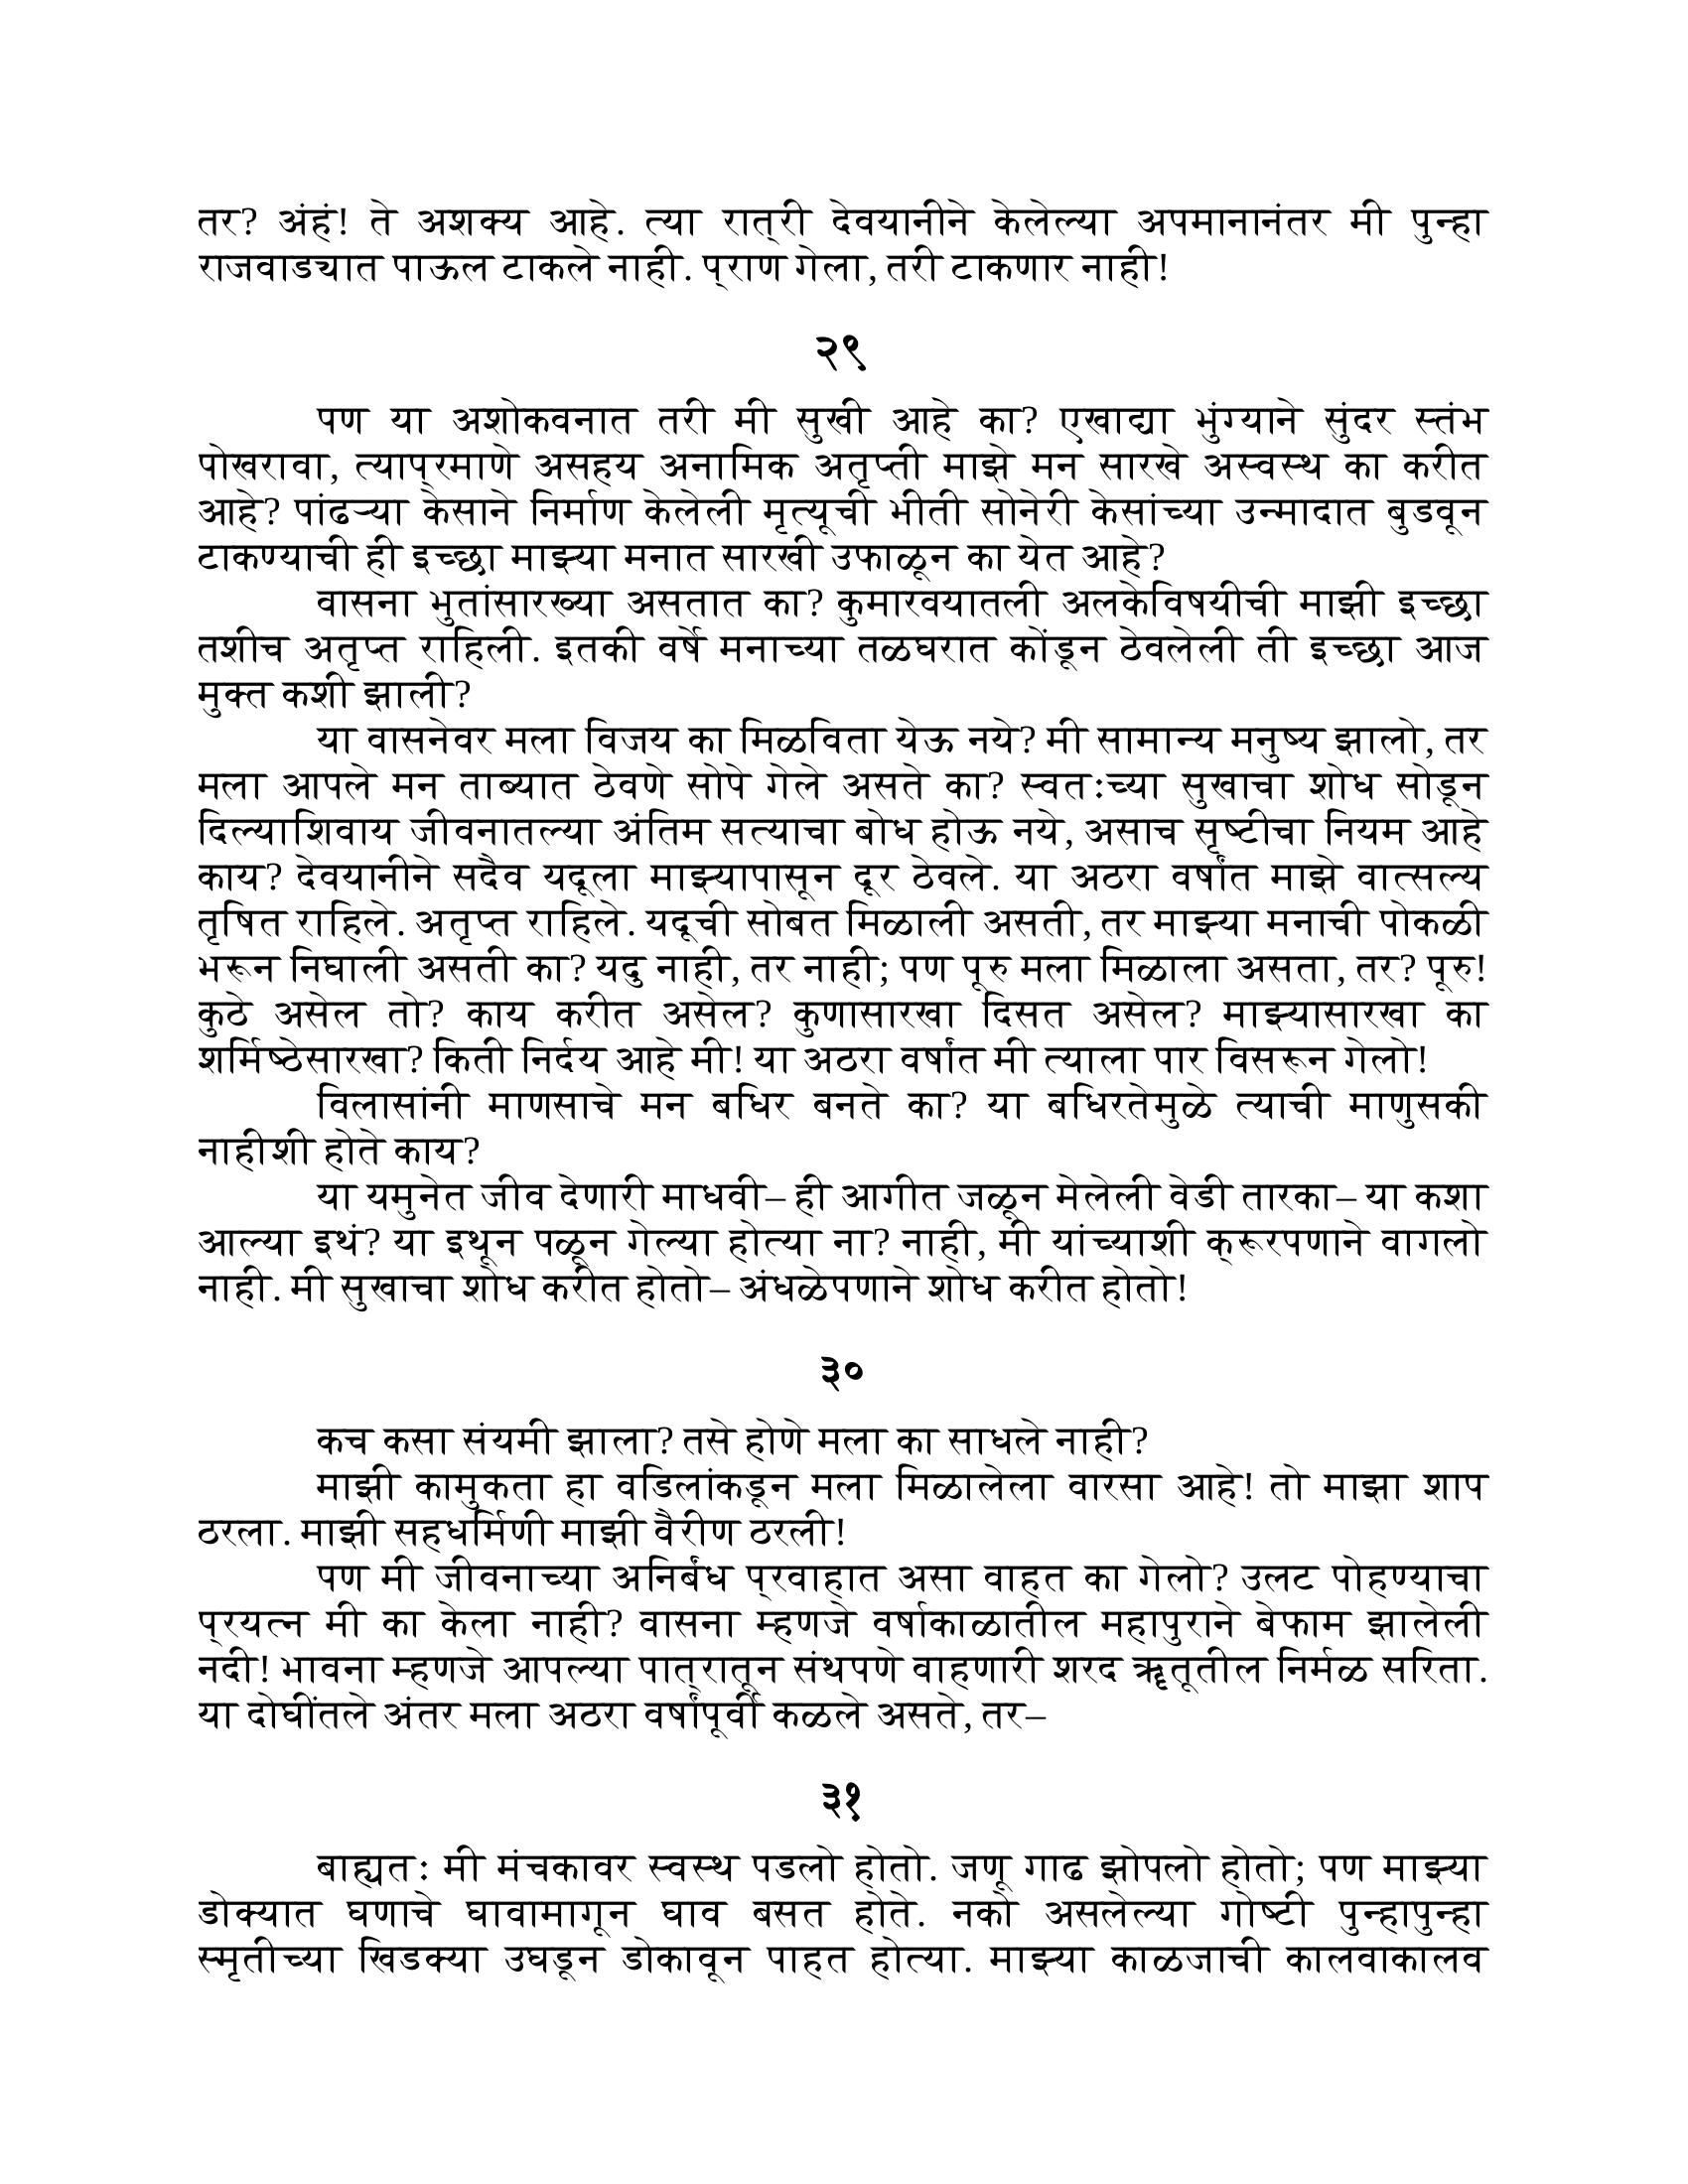 तर? अंहं! ते अशक्य आहे. त्या रात्‌री देवयानीने केलेल्या अपमानानंतर मी पुन्हा
राजवाड्यात पाऊल टाकले नाही. प्‌राण गेला, तरी टाकणार नाही!
२९
पण या अशोकवनात तरी मी सुखी आहे का? एखाद्या भुंग्याने सुंदर स्तंभ
पोखरावा, त्याप्‌रमाणे असहय अनामिक अतृप्ती माझे मन सारखे अस्वस्थ का करीत
आहे? पांढऱ्या केसाने निर्माण केलेली मृत्यूची भीती सोनेरी केसांच्या उन्मादात बुडवून
टाकण्याची ही इच्छा माझ्या मनात सारखी उफाळून का येत आहे?
वासना भुतांसारख्या असतात का? कुमारवयातली अलकेविषयीची माझी इच्छा
तशीच अतृप्त राहिली. इतकी वर्षे मनाच्या तळघरात कोंडून ठेवलेली ती इच्छा आज
मुक्त कशी झाली?
या वासनेवर मला विजय का मिळविता येऊ नये? मी सामान्य मनुष्य झालो, तर
मला आपले मन ताब्यात ठेवणे सोपे गेले असते का? स्वतःच्या सुखाचा शोध सोडून
दिल्याशिवाय जीवनातल्या अंतिम सत्याचा बोध होऊ नये, असाच सृष्टीचा नियम आहे
काय? देवयानीने सदैव यदूला माझ्यापासून दूर ठेवले. या अठरा वर्षांत माझे वात्सल्य
तृषित राहिले. अतृप्त राहिले. यदूची सोबत मिळाली असती, तर माझ्या मनाची पोकळी
भरून निघाली असती का? यदु नाही, तर नाही; पण पूरु मला मिळाला असता, तर? पूरु!
कुठे असेल तो? काय करीत असेल? कुणासारखा दिसत असेल? माझ्यासारखा का
शर्मिष्ठेसारखा? किती निर्दय आहे मी! या अठरा वर्षांत मी त्याला पार विसरून गेलो!
विलासांनी माणसाचे मन बधिर बनते का? या बधिरतेमुळे त्याची माणुसकी
नाहीशी होते काय?
या यमुनेत जीव देणारी माधवी– ही आगीत जळून मेलेली वेडी तारका– या कशा
आल्या इथं? या इथून पळून गेल्या होत्या ना? नाही, मी यांच्याशी क्‌रूरपणाने वागलो
नाही. मी सुखाचा शोध करीत होतो– अंधळेपणाने शोध करीत होतो!
३०
कच कसा संयमी झाला? तसे होणे मला का साधले नाही?
माझी कामुकता हा वडिलांकडून मला मिळालेला वारसा आहे! तो माझा शाप
ठरला. माझी सहधर्मिणी माझी वैरीण ठरली!
पण मी जीवनाच्या अनिर्बंध प्‌रवाहात असा वाहत का गेलो? उलट पोहण्याचा
प्‌रयत्न मी का केला नाही? वासना म्हणजे वर्षाकाळातील महापुराने बेफाम झालेली
नदी! भावना म्हणजे आपल्या पात्‌रातून संथपणे वाहणारी शरद ॠतूतील निर्मळ सरिता.
या दोघींतले अंतर मला अठरा वर्षांपूर्वी कळले असते, तर–
३१
बाह्यतः मी मंचकावर स्वस्थ पडलो होतो. जणू गाढ झोपलो होतो; पण माझ्या
डोक्यात घणाचे घावामागून घाव बसत होते. नको असलेल्या गोष्टी पुन्हापुन्हा
स्मृतीच्या खिडक्या उघडून डोकावून पाहत होत्या. माझ्या काळजाची कालवाकालव